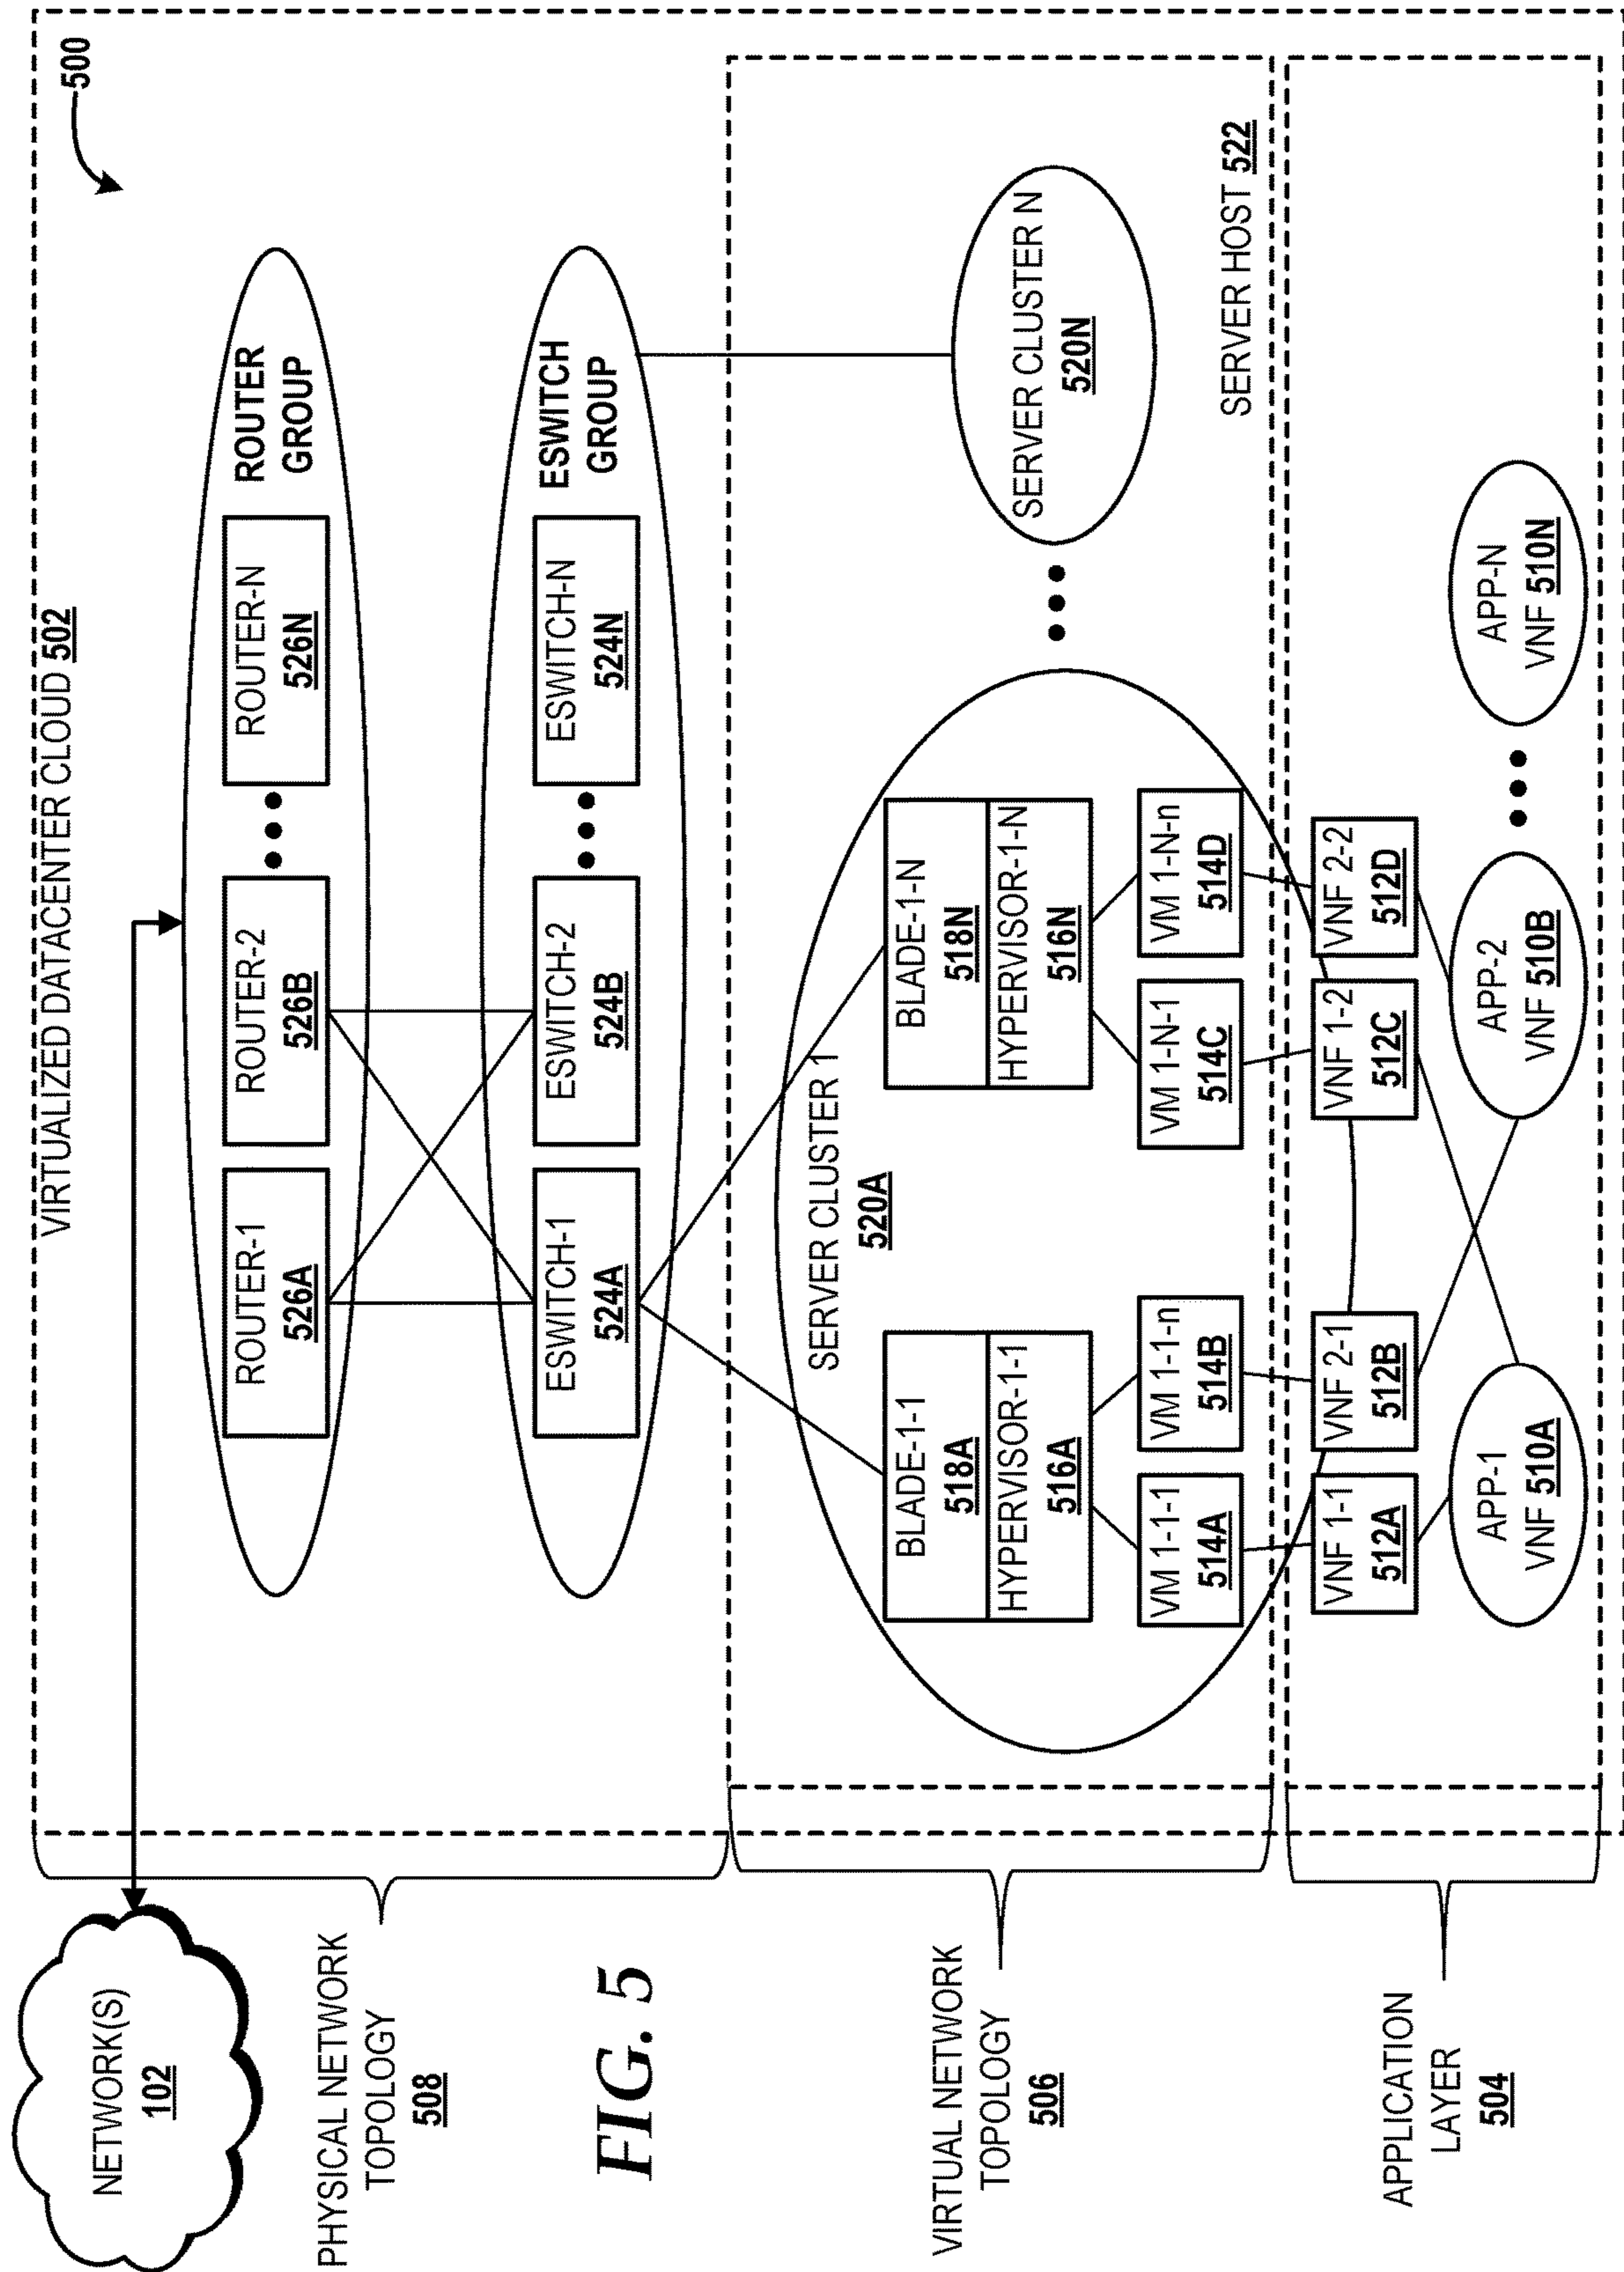 500
VIRTUALIZED DATACENTER CLOUD 502
NETWORK(S)
102
PHYSICAL NETWORK
TOPOLOGY
508
ROUTER-1
526A
ROUTER-2
526B
ROUTER-N
526N
ROUTER
GROUP
ESWITCH-1
524A
ESWITCH-2
524B
ESWITCH-N
524N
ESWITCH
GROUP
FIG. 5
VIRTUAL NETWORK
TOPOLOGY
506
SERVER CLUSTER 1
520A
BLADE-1-1
518A
HYPERVISOR-1-1
516A
VM 1-1-1
514A
VM 1-1-n
514B
BLADE-1-N
518N
HYPERVISOR-1-N
516N
VM 1-N-1
514C
VM 1-N-n
514D
SERVER CLUSTER N
520N
SERVER HOST 522
APPLICATION
LAYER
504
VNF 1-1
512A
VNF 2-1
512B
VNF 1-2
512C
VNF 2-2
512D
APP-1
VNF 510A
APP-2
VNF 510B
APP-N
VNF 510N